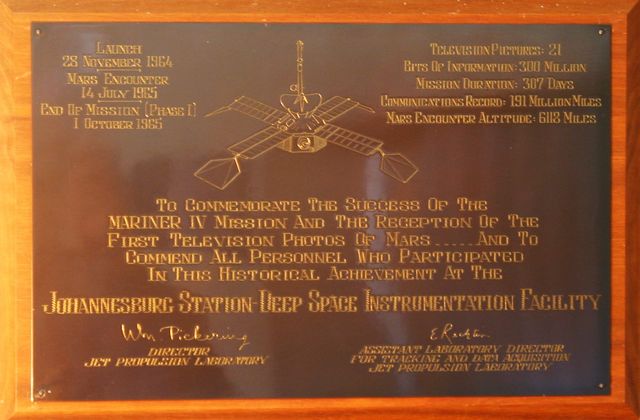 LAUNCH
28 NOVEMBER 1964
MARS ENCOUNTER
14 JULY 1965
END OF MISSION (PHASE I)
1 OCTOBER 1965
TELEVISION PICTURES: 21
BITS OF INFORMATION: 300 MILLION
MISSION DURATION: 307 DAYS
COMMUNICATIONS RECORD: 191 MILLION MILES
MARS ENCOUNTER ALTITUDE: 6118 MILES
TO COMMEMORATE THE SUCCESS OF THE
MARINER IV MISSION AND THE RECEPTION OF THE
FIRST TELEVISION PHOTOS OF MARS.....AND TO
COMMEND ALL PERSONNEL WHO PARTICIPATED
IN THIS HISTORICAL ACHIEVEMENT AT THE
JOHANNESBURG STATION-DEEP SPACE INSTRUMENTATION FACILITY
Wm Pickering
DIRECTOR
JET PROPULSION LABORATORY
ASSISTANT LABORATORY DIRECTOR
FOR TRACKING AND DATA ACQUISITION
JET PROPULSION LABORATORY